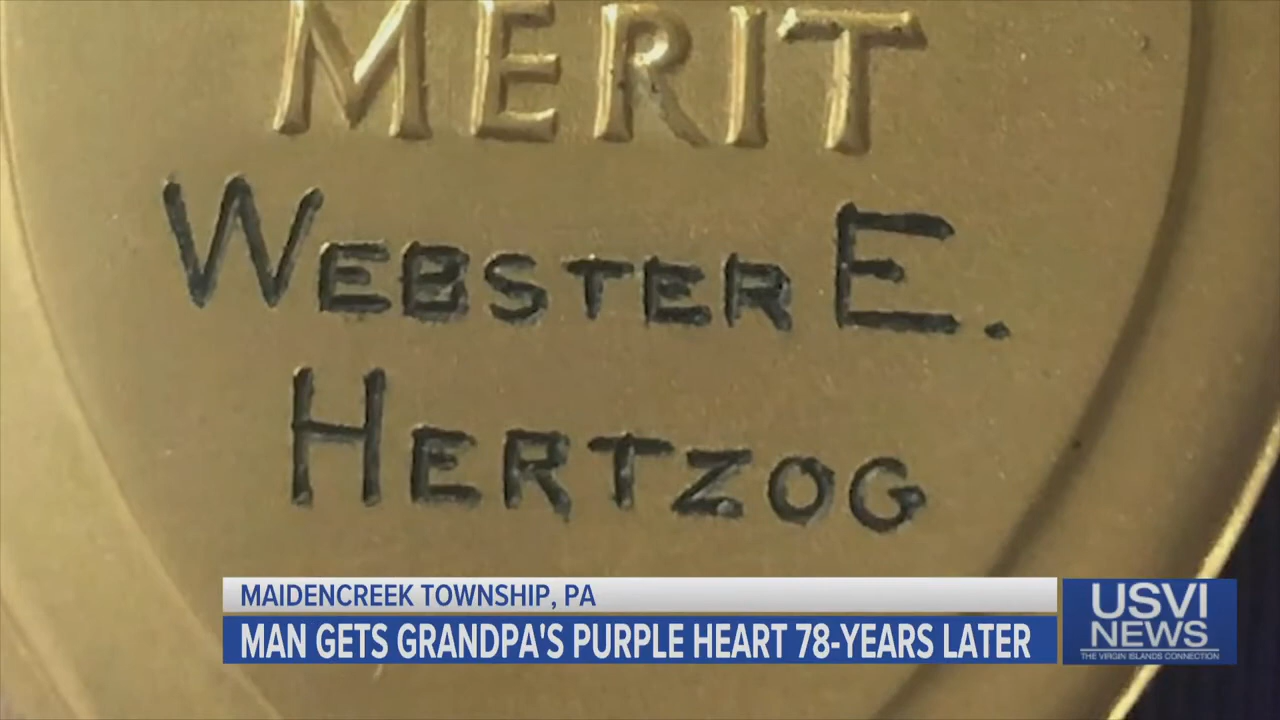 MERIT
WEBSTER E.
HERTZOG
MAIDENCREEK TOWNSHIP, PA
MAN GETS GRANDPA'S PURPLE HEART 78-YEARS LATER
USVI
NEWS
THE VIRGIN ISLANDS CONNECTION